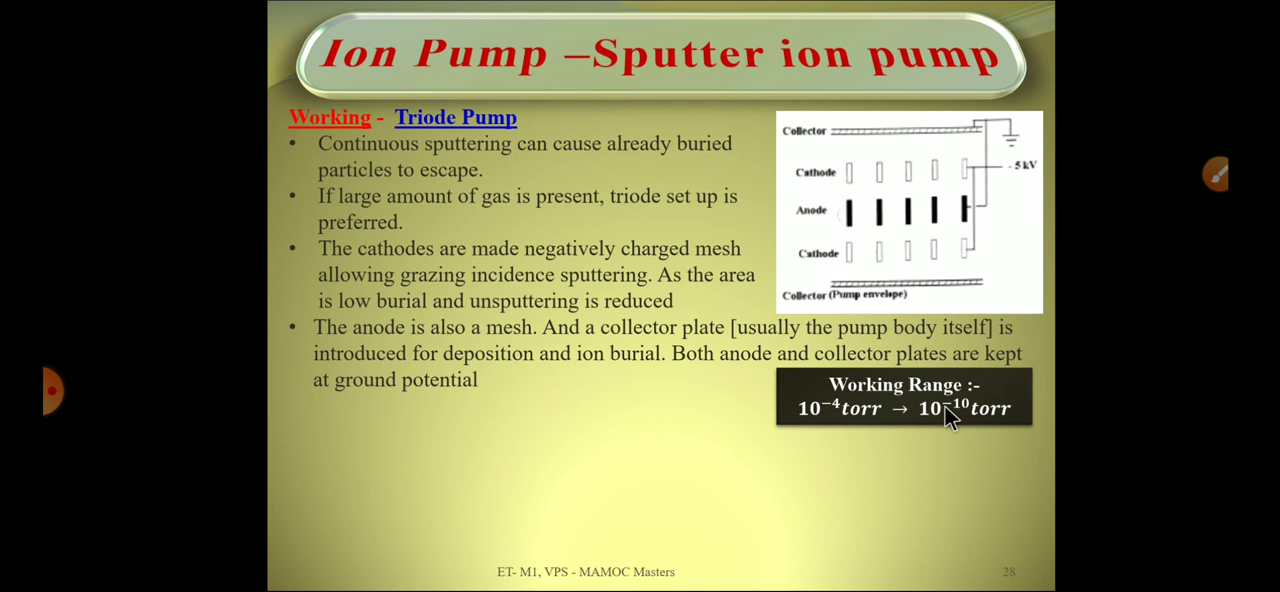 Ion Pump –Sputter ion pump
Working - Triode Pump
• Continuous sputtering can cause already buried
particles to escape.
• If large amount of gas is present, triode set up is
preferred.
• The cathodes are made negatively charged mesh
allowing grazing incidence sputtering. As the area
is low burial and unsputtering is reduced
• The anode is also a mesh. And a collector plate [usually the pump body itself] is
introduced for deposition and ion burial. Both anode and collector plates are kept
at ground potential
Collector
Cathode
- 5 kV
Anode
Cathode
Collector (Pump envelope)
Working Range :-
10⁻⁴torr → 10⁻¹⁰torr
ET- M1, VPS - MAMOC Masters
28